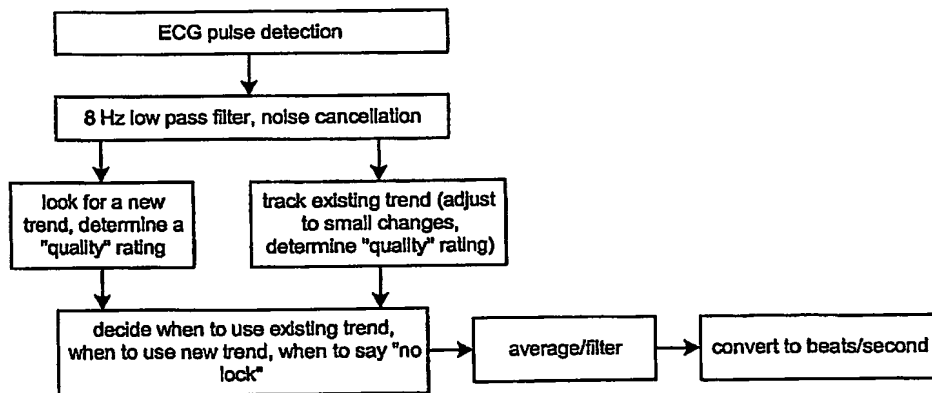 ECG pulse detection
8 Hz low pass filter, noise cancellation
look for a new
trend, determine a
"quality" rating
track existing trend (adjust
to small changes,
determine "quality" rating)
decide when to use existing trend,
when to use new trend, when to say "no
lock"
average/filter
convert to beats/second